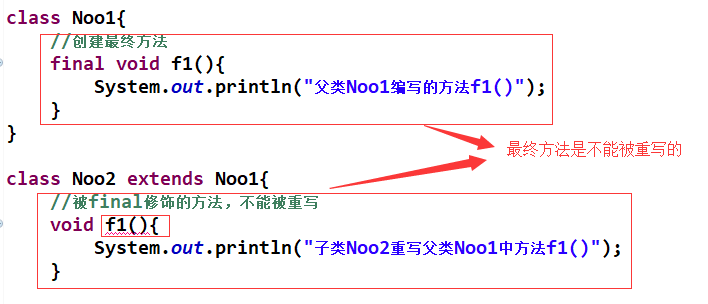 class Noo1{
//创建最终方法
final void f1(){
System.out.println("父类Noo1编写的方法f1()");
}
}
最终方法是不能被重写的
class Noo2 extends Noo1{
//被final修饰的方法，不能被重写
void f1(){
System.out.println("子类Noo2重写父类Noo1中方法f1()");
}